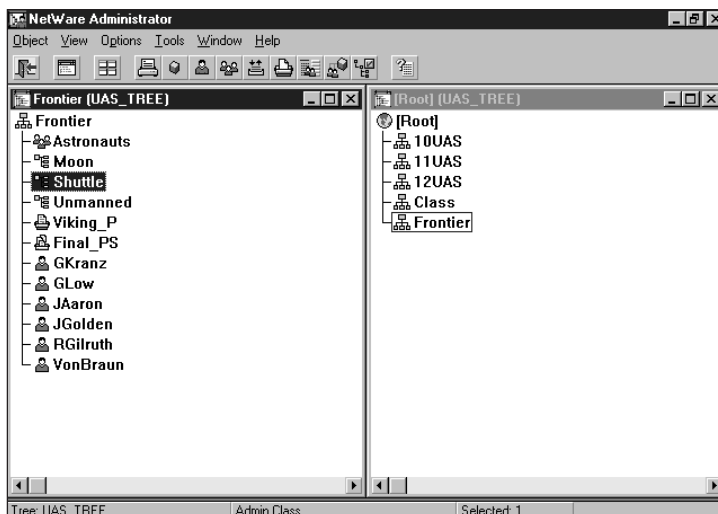 NetWare Administrator
Object View Options Tools Window Help
Frontier (UAS_TREE)
Frontier
Astronauts
Moon
Shuttle
Unmanned
Viking_P
Final_PS
GKranz
GLow
JAaron
JGolden
RGilruth
VonBraun
[Root] (UAS_TREE)
[Root]
10UAS
11UAS
12UAS
Class
Frontier
Tree: UAS_TREE Admin Class Selected: 1